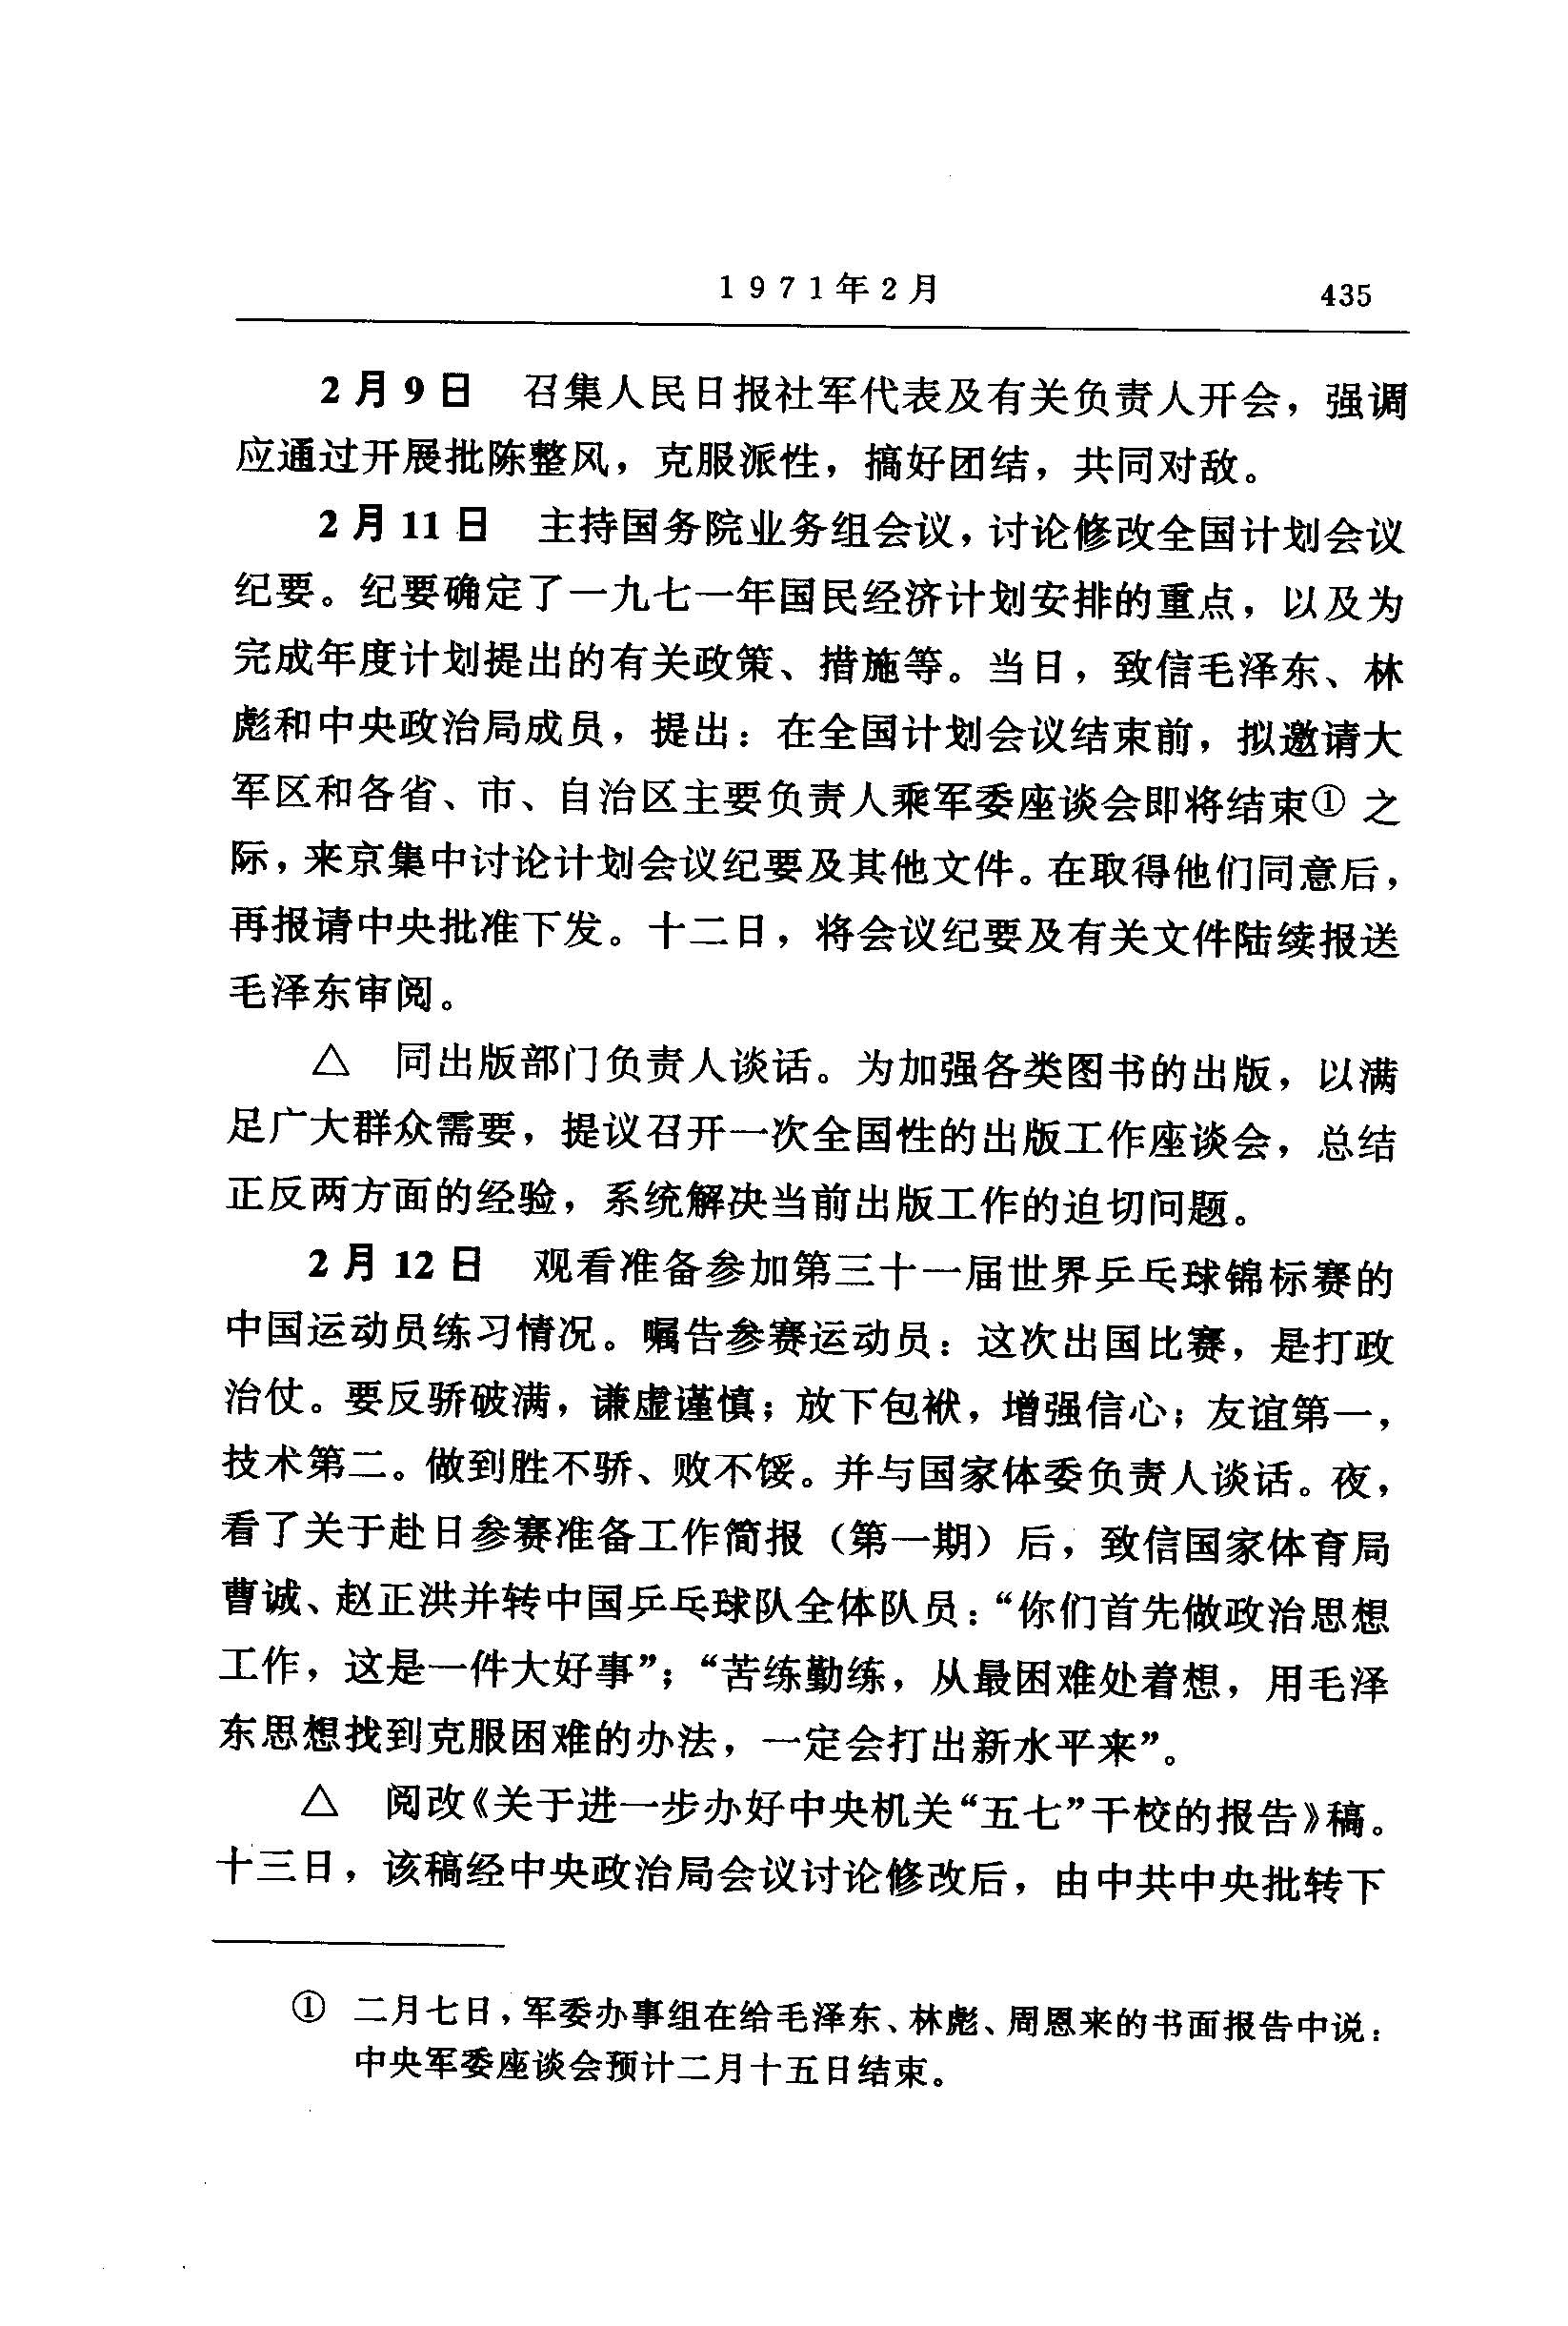 1971年2月 435
2月9日 召集人民日报社军代表及有关负责人开会，强调
应通过开展批陈整风，克服派性，搞好团结，共同对敌。
2月11日 主持国务院业务组会议，讨论修改全国计划会议
纪要。纪要确定了一九七一年国民经济计划安排的重点，以及为
完成年度计划提出的有关政策、措施等。当日，致信毛泽东、林
彪和中央政治局成员，提出：在全国计划会议结束前，拟邀请大
军区和各省、市、自治区主要负责人乘军委座谈会即将结束① 之
际，来京集中讨论计划会议纪要及其他文件。在取得他们同意后，
再报请中央批准下发。十二日，将会议纪要及有关文件陆续报送
毛泽东审阅。
△ 同出版部门负责人谈话。为加强各类图书的出版，以满
足广大群众需要，提议召开一次全国性的出版工作座谈会，总结
正反两方面的经验，系统解决当前出版工作的迫切问题。
2月12日 观看准备参加第三十一届世界乒乓球锦标赛的
中国运动员练习情况。嘱告参赛运动员：这次出国比赛，是打政
治仗。要反骄破满，谦虚谨慎；放下包袱，增强信心；友谊第一，
技术第二。做到胜不骄、败不馁。并与国家体委负责人谈话。夜，
看了关于赴日参赛准备工作简报（第一期）后，致信国家体育局
曹诚、赵正洪并转中国乒乓球队全体队员：“你们首先做政治思想
工作，这是一件大好事”；“苦练勤练，从最困难处着想，用毛泽
东思想找到克服困难的办法，一定会打出新水平来”。
△ 阅改《关于进一步办好中央机关“五七”干校的报告》稿。
十三日，该稿经中央政治局会议讨论修改后，由中共中央批转下
① 二月七日，军委办事组在给毛泽东、林彪、周恩来的书面报告中说：
中央军委座谈会预计二月十五日结束。